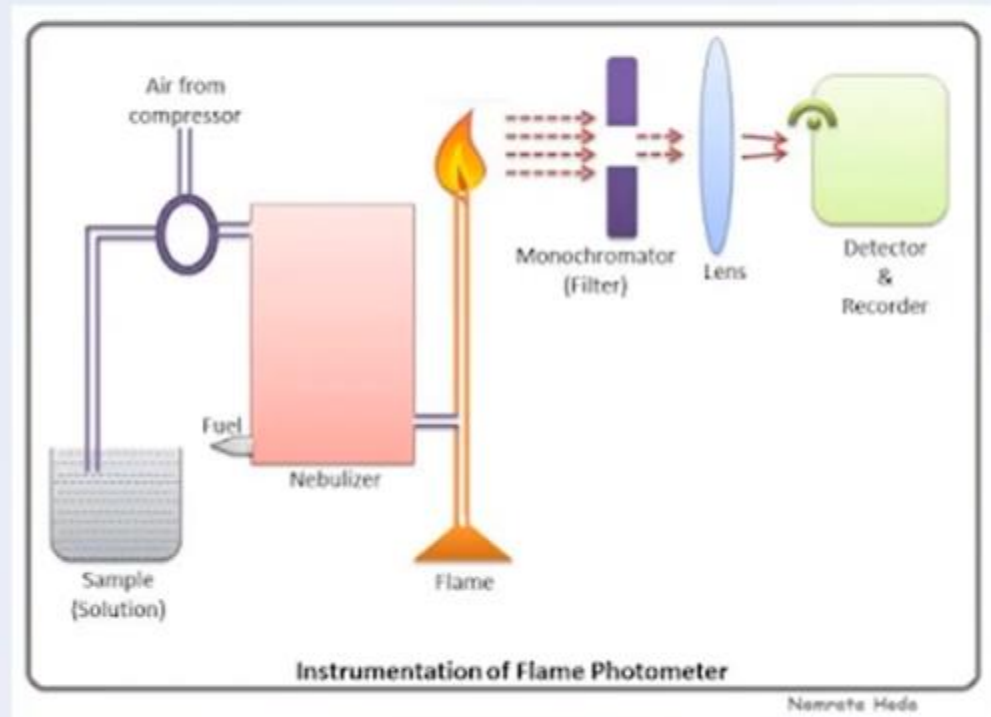 Air from
compressor
Monochromator
(Filter)
Lens
Detector
&
Recorder
Fuel
Nebulizer
Sample
(Solution)
Flame
Instrumentation of Flame Photometer
Namrata Heda